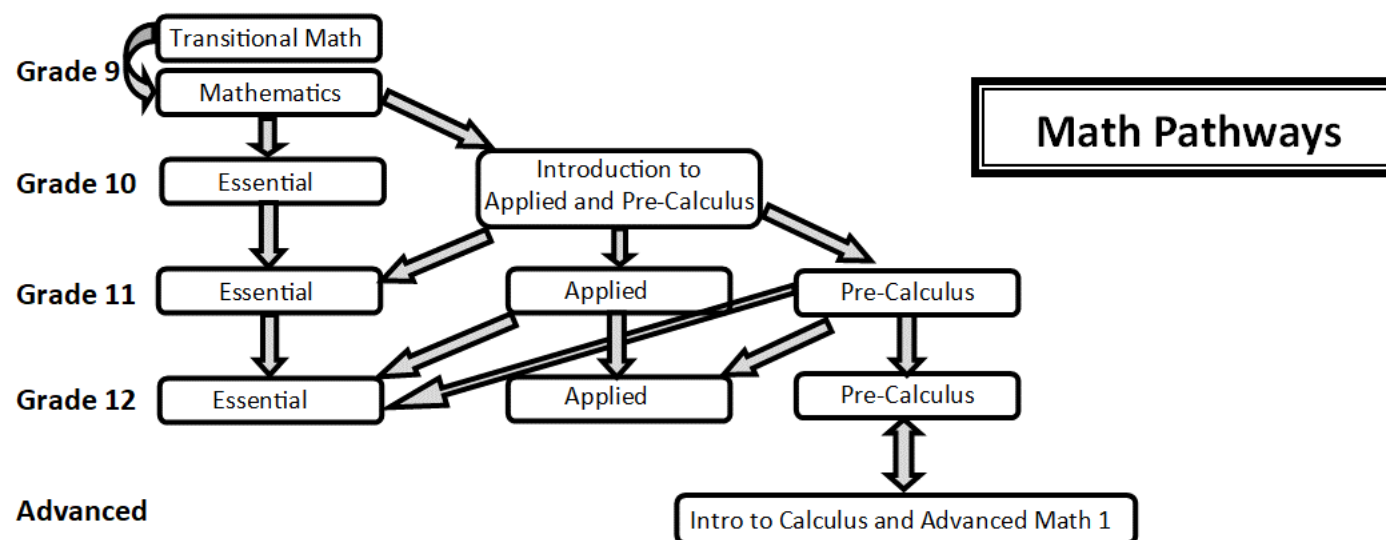 Transitional Math
Grade 9
Mathematics
Math Pathways
Grade 10
Essential
Introduction to
Applied and Pre-Calculus
Grade 11
Essential
Applied
Pre-Calculus
Grade 12
Essential
Applied
Pre-Calculus
Advanced
Intro to Calculus and Advanced Math 1